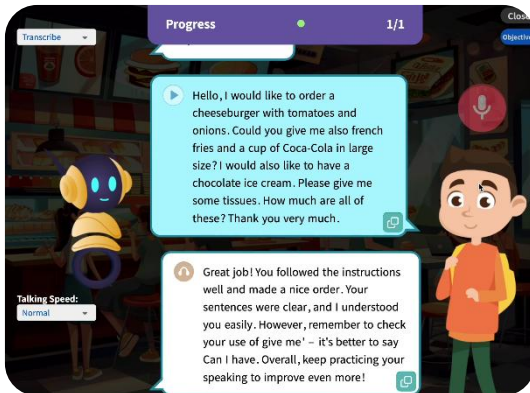 Progress
1/1
Close
Objective
Transcribe
Hello, I would like to order a
cheeseburger with tomatoes and
onions. Could you give me also french
fries and a cup of Coca-Cola in large
size? I would also like to have a
chocolate ice cream. Please give me
some tissues. How much are all of
these? Thank you very much.
Great job! You followed the instructions
well and made a nice order. Your
sentences were clear, and I understood
you easily. However, remember to check
your use of give me' – it's better to say
Can I have. Overall, keep practicing your
speaking to improve even more!
Talking Speed:
Normal